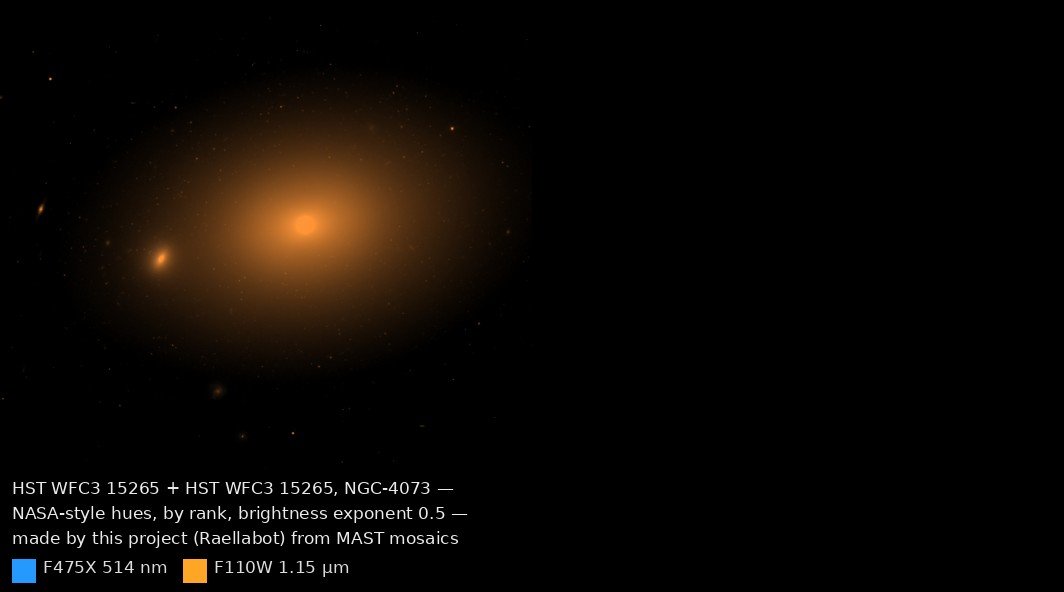 HST WFC3 15265 + HST WFC3 15265, NGC-4073 —
NASA-style hues, by rank, brightness exponent 0.5 —
made by this project (Raellabot) from MAST mosaics
F475X 514 nm F110W 1.15 µm